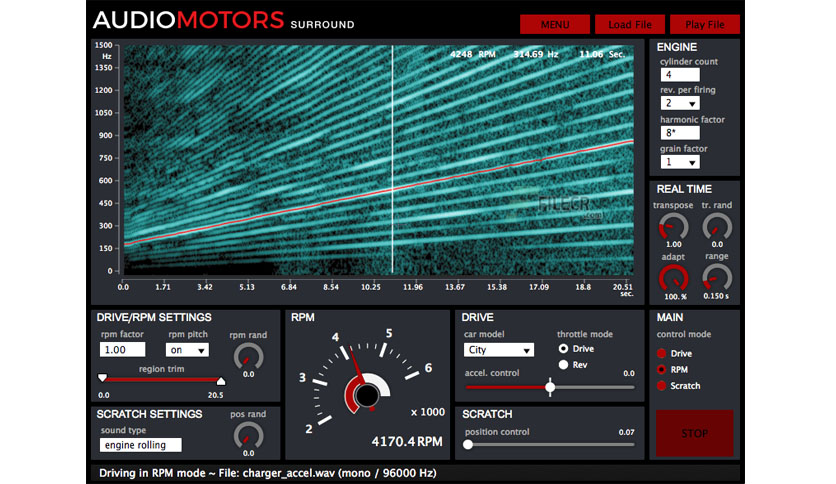 AUDIOMOTORS SURROUND
MENU
Load File
Play File
1500
Hz
1350
1200
1050
900
750
600
450
300
150
0
4248 RPM 314.69 Hz 11.06 Sec.
FILECR
.com
0.0 1.71 3.42 5.13 6.84 8.54 10.25 11.96 13.67 15.38 17.09 18.8 20.51
sec.
ENGINE
cylinder count
4
rev. per firing
2
harmonic factor
8*
grain factor
1
REAL TIME
transpose tr. rand
1.00 0.0
adapt range
100. % 0.150 s
DRIVE/RPM SETTINGS
rpm factor rpm pitch rpm rand
1.00 on
0.0
region trim
0.0 20.5
SCRATCH SETTINGS
sound type pos rand
engine rolling
0.0
RPM
2 3 4 5 6
x 1000
4170.4 RPM
DRIVE
car model throttle mode
City Drive
Rev
accel. control 0.0
SCRATCH
position control 0.07
MAIN
control mode
Drive
RPM
Scratch
STOP
Driving in RPM mode ~ File: charger_accel.wav (mono / 96000 Hz)